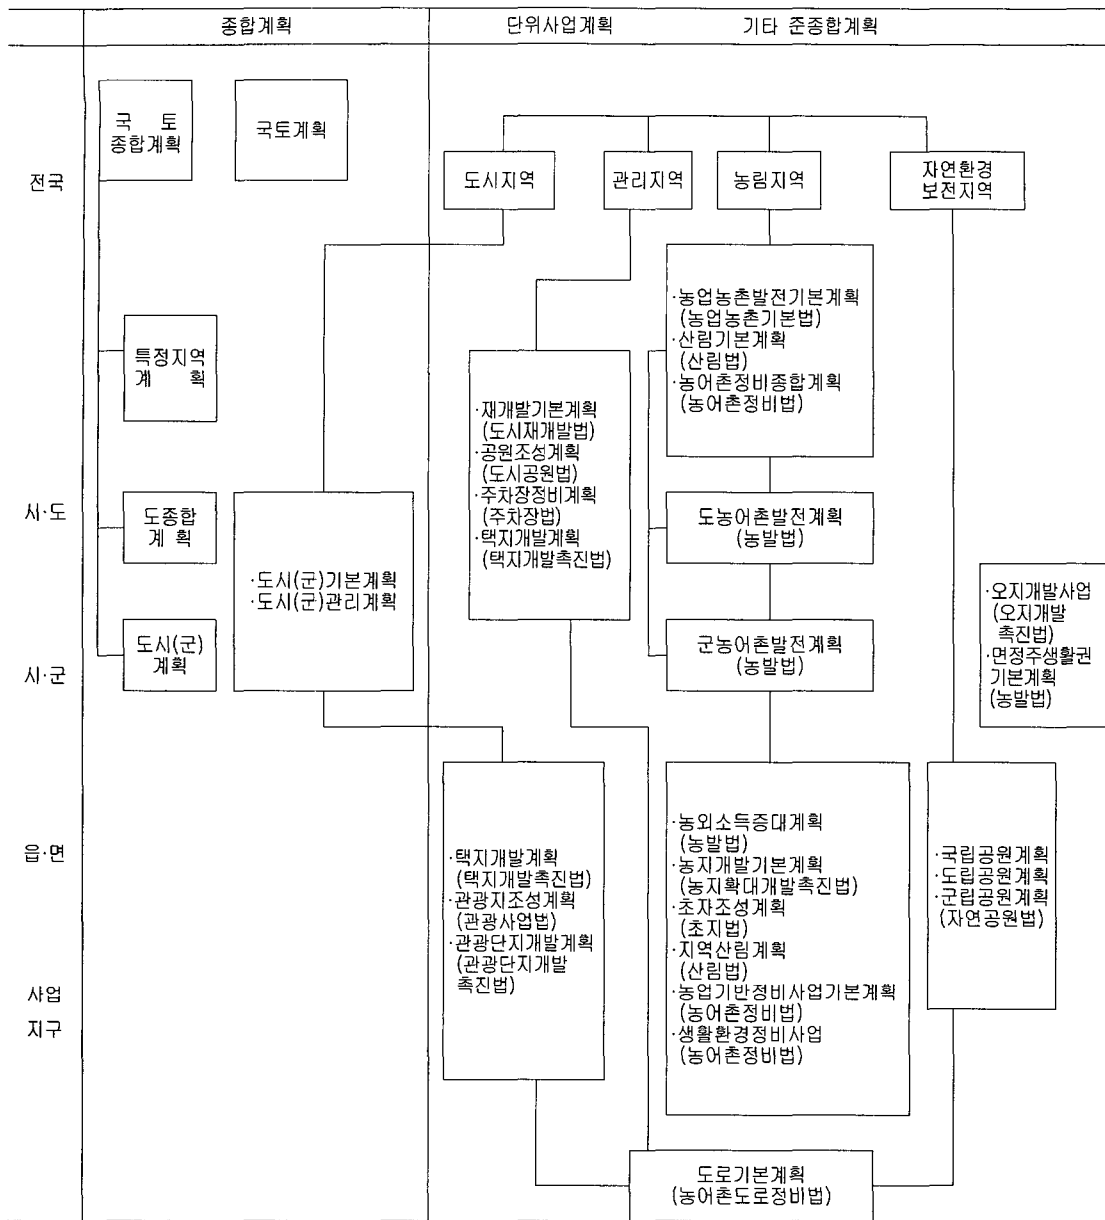 종합계획
단위사업계획
기타 준종합계획
전국
시·도
시·군
읍·면
사업
지구
국 토
종합계획
국토계획
특정지역
계 획
도종합
계 획
도시(군)
계획
·도시(군)기본계획
·도시(군)관리계획
도시지역
관리지역
농림지역
자연환경
보전지역
·재개발기본계획
(도시재개발법)
·공원조성계획
(도시공원법)
·주차장정비계획
(주차장법)
·택지개발계획
(택지개발촉진법)
·농업농촌발전기본계획
(농업농촌기본법)
·산림기본계획
(산림법)
·농어촌정비종합계획
(농어촌정비법)
도농어촌발전계획
(농발법)
군농어촌발전계획
(농발법)
·오지개발사업
(오지개발
촉진법)
·면정주생활권
기본계획
(농발법)
·택지개발계획
(택지개발촉진법)
·관광지조성계획
(관광사업법)
·관광단지개발계획
(관광단지개발
촉진법)
·농외소득증대계획
(농발법)
·농지개발기본계획
(농지확대개발촉진법)
·초자조성계획
(초지법)
·지역산림계획
(산림법)
·농업기반정비사업기본계획
(농어촌정비법)
·생활환경정비사업
(농어촌정비법)
·국립공원계획
·도립공원계획
·군립공원계획
(자연공원법)
도로기본계획
(농어촌도로정비법)